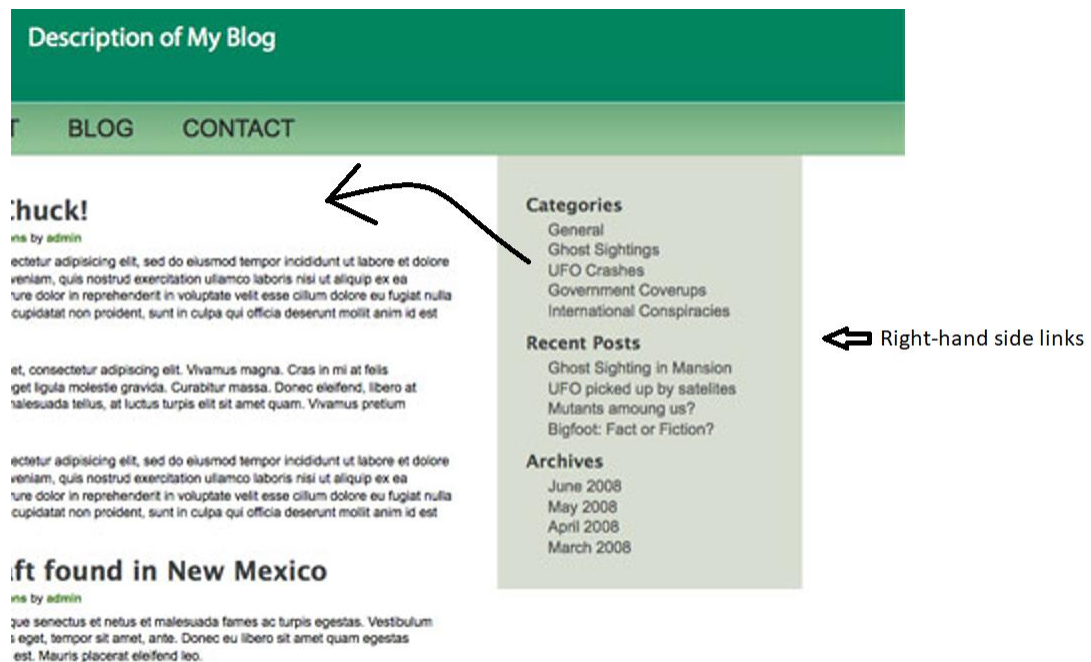 Description of My Blog
BLOG CONTACT
Chuck!
by admin
adipisicing elit, sed do eiusmod tempor incididunt ut labore et dolore
veniam, quis nostrud exercitation ullamco laboris nisi ut aliquip ex ea
dolor in reprehenderit in voluptate velit esse cillum dolore eu fugiat nulla
cupidatat non proident, sunt in culpa qui officia deserunt mollit anim id est
et, consectetur adipiscing elit. Vivamus magna. Cras in mi at felis
get ligula molestie gravida. Curabitur massa. Donec eleifend, libero at
malesuada tellus, at luctus turpis elit sit amet quam. Vivamus pretium
adipisicing elit, sed do eiusmod tempor incididunt ut labore et dolore
veniam, quis nostrud exercitation ullamco laboris nisi ut aliquip ex ea
dolor in reprehenderit in voluptate velit esse cillum dolore eu fugiat nulla
cupidatat non proident, sunt in culpa qui officia deserunt mollit anim id est
ft found in New Mexico
by admin
que senectus et netus et malesuada fames ac turpis egestas. Vestibulum
eget, tempor sit amet, ante. Donec eu libero sit amet quam egestas
est. Mauris placerat eleifend leo.
Categories
General
Ghost Sightings
UFO Crashes
Government Coverups
International Conspiracies
Recent Posts
Ghost Sighting in Mansion
UFO picked up by satelites
Mutants amoung us?
Bigfoot: Fact or Fiction?
Archives
June 2008
May 2008
April 2008
March 2008
Right-hand side links